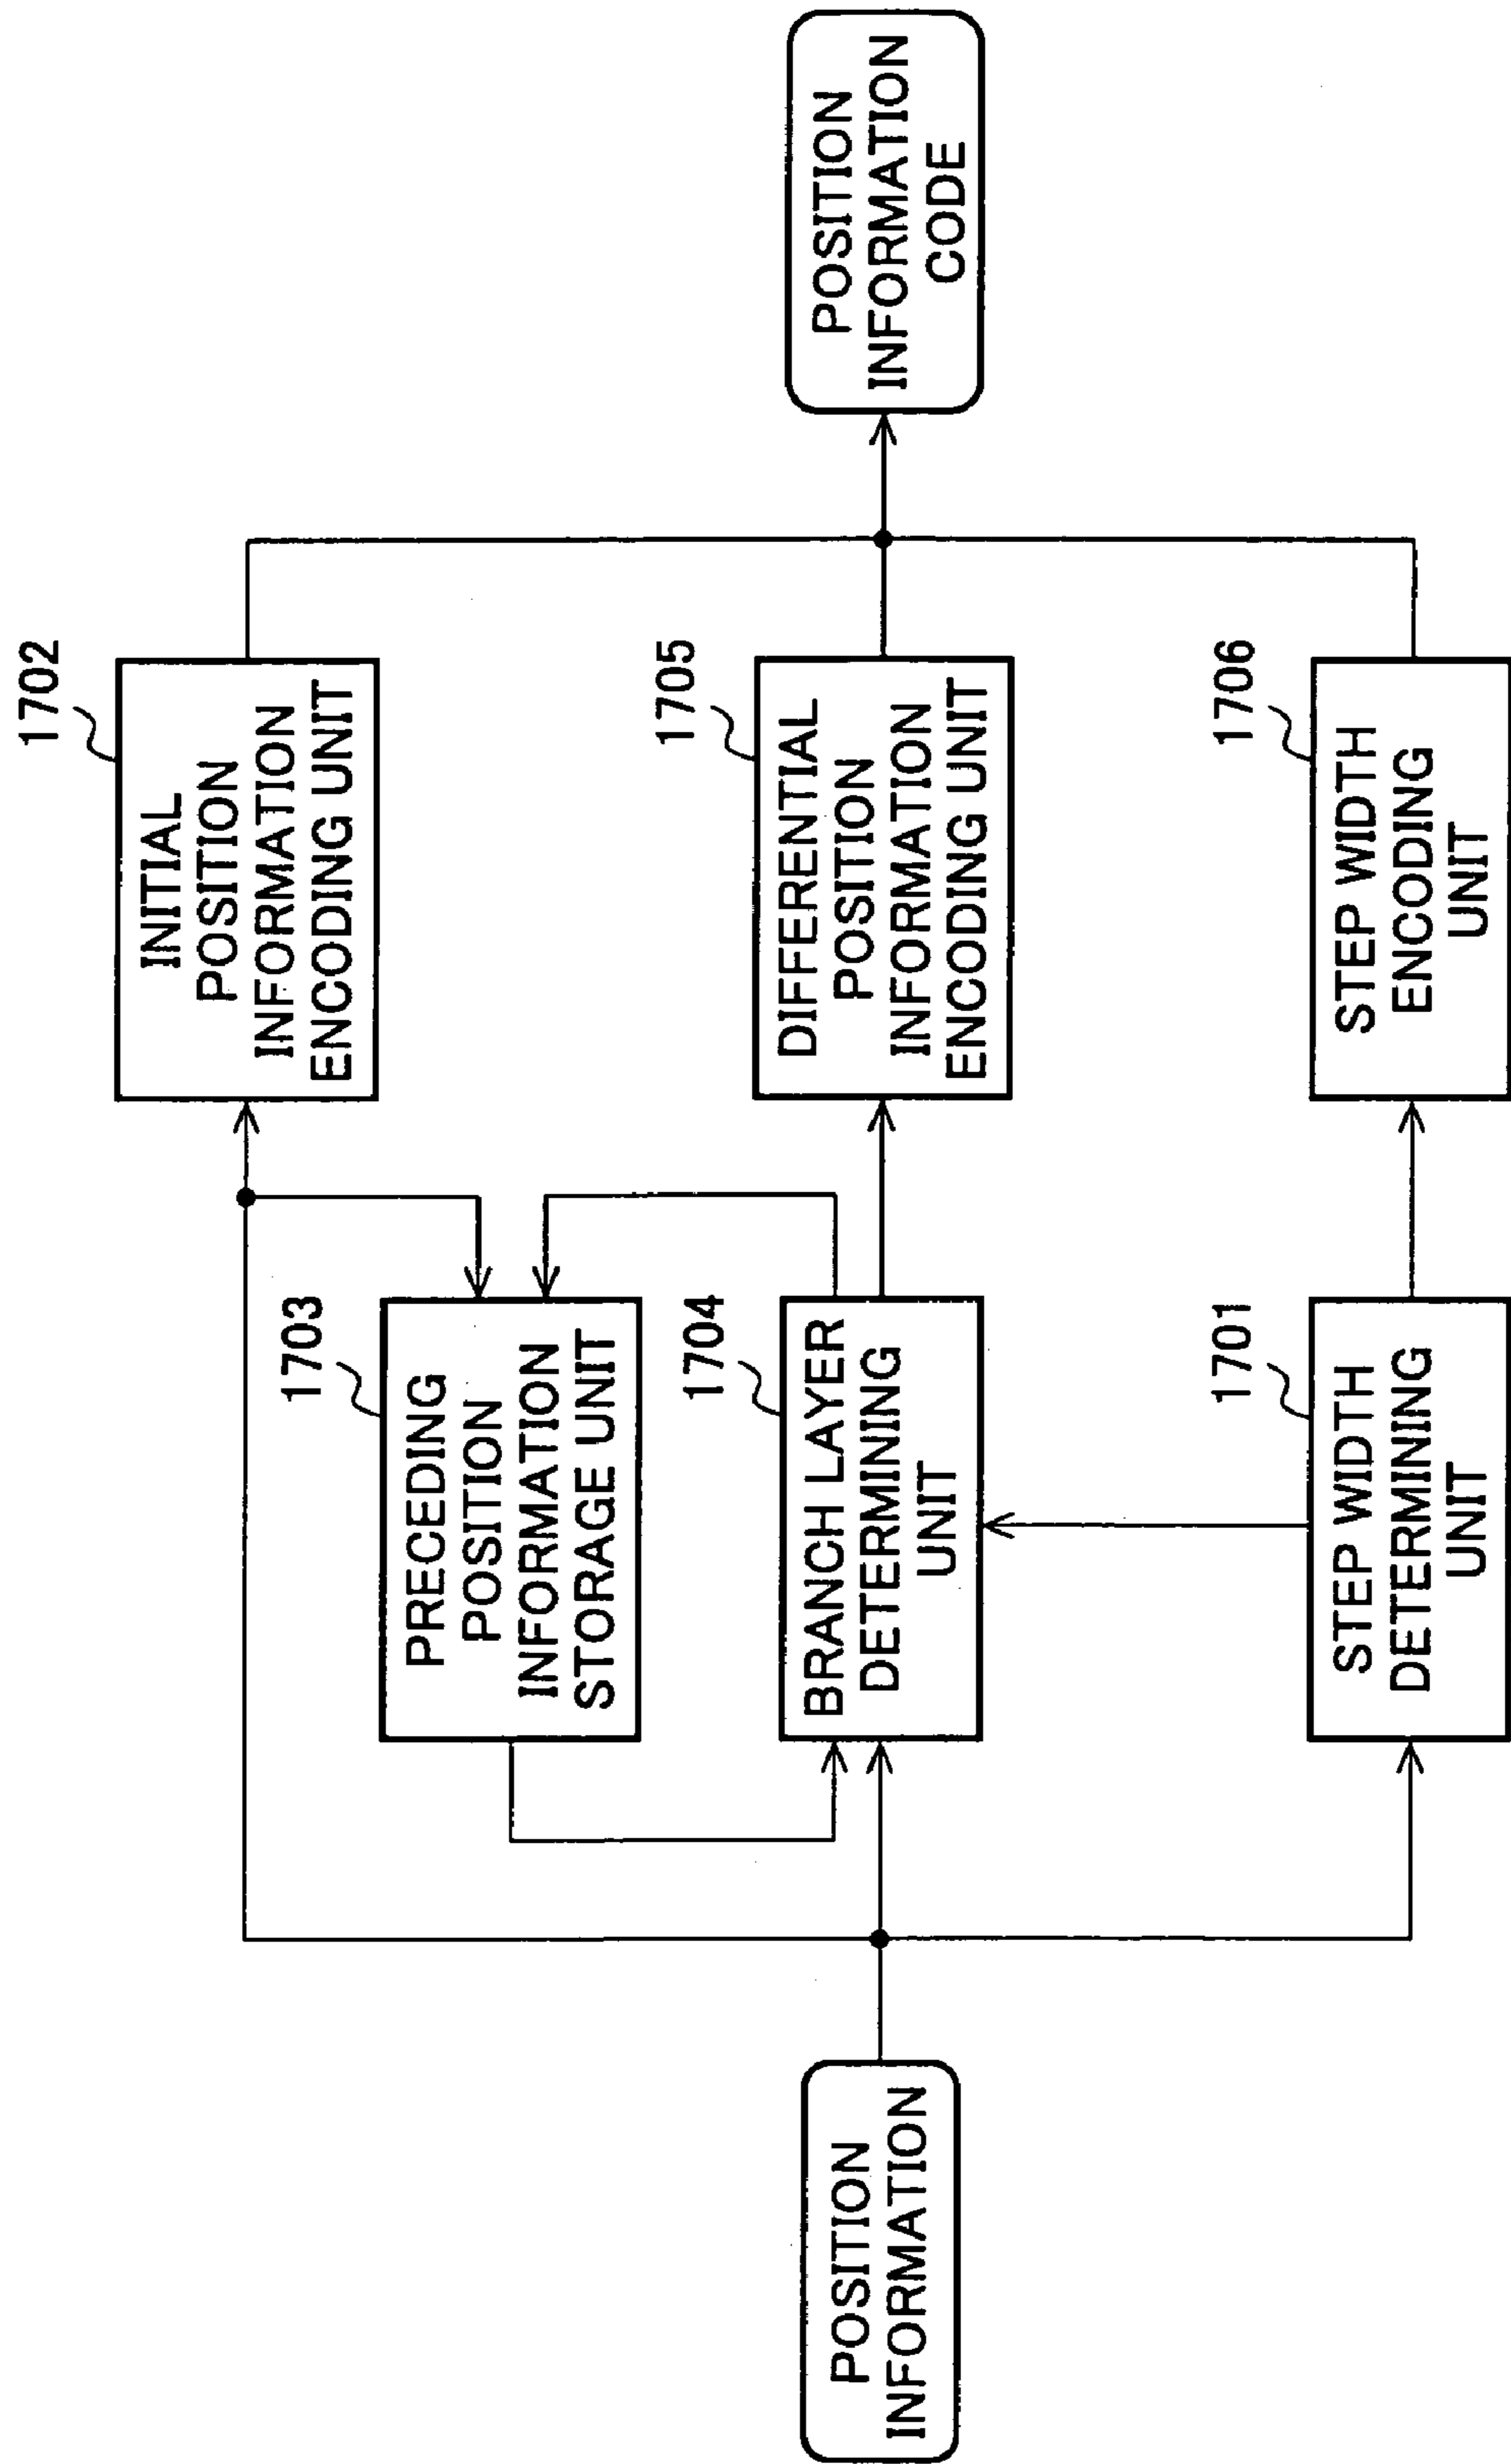 POSITION
INFORMATION
1702
INITIAL
POSITION
INFORMATION
ENCODING UNIT
1703
PRECEDING
POSITION
INFORMATION
STORAGE UNIT
1704
BRANCH LAYER
DETERMINING
UNIT
1705
DIFFERENTIAL
POSITION
INFORMATION
ENCODING UNIT
1701
STEP WIDTH
DETERMINING
UNIT
1706
STEP WIDTH
ENCODING
UNIT
POSITION
INFORMATION
CODE